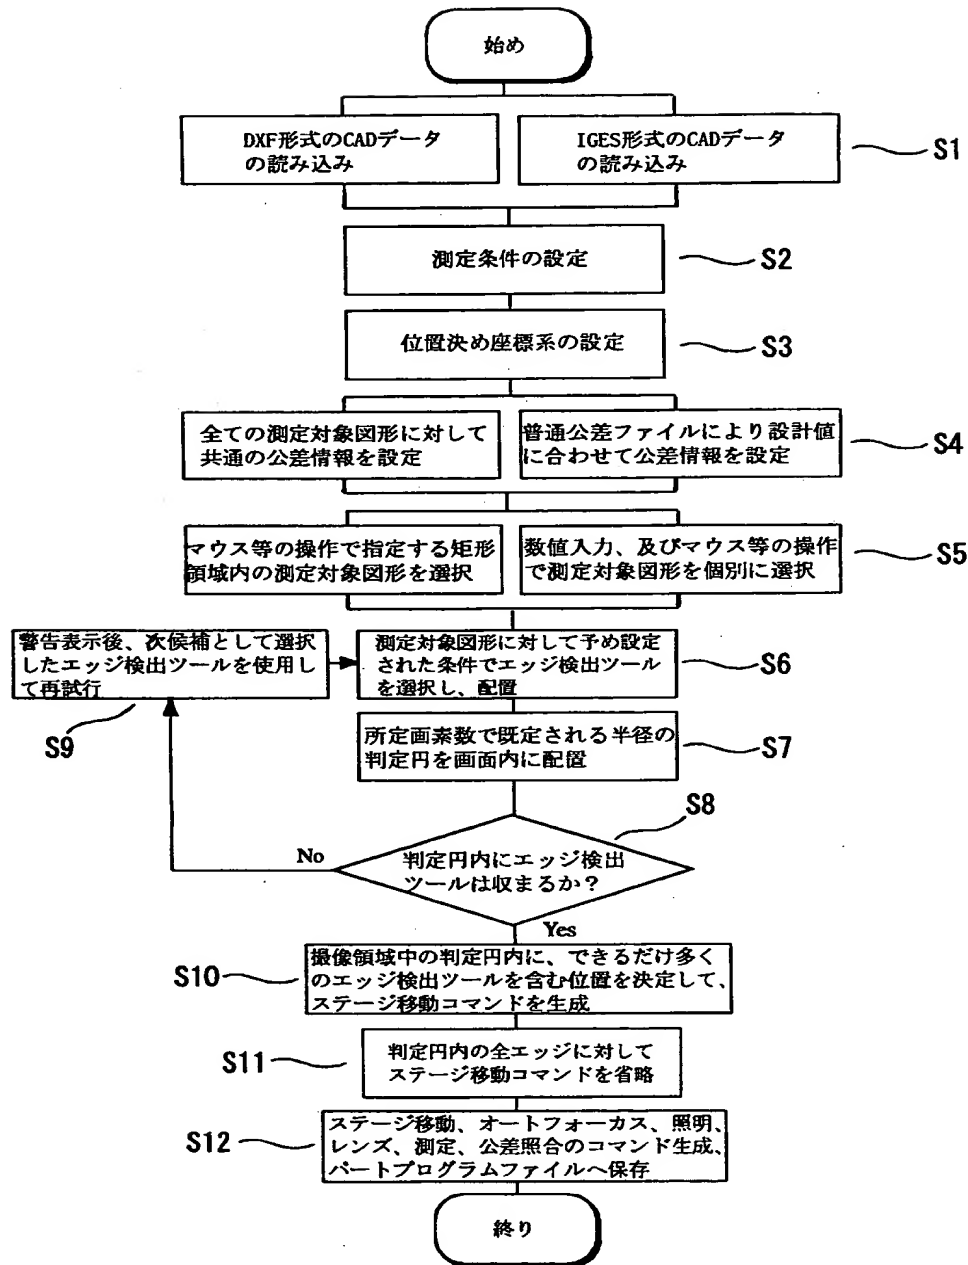 始め
DXF形式のCADデータ
の読み込み
IGES形式のCADデータ
の読み込み
S1
測定条件の設定
S2
位置決め座標系の設定
S3
全ての測定対象図形に対して
共通の公差情報を設定
普通公差ファイルにより設計値
に合わせて公差情報を設定
S4
マウス等の操作で指定する矩形
領域内の測定対象図形を選択
数値入力、及びマウス等の操作
で測定対象図形を個別に選択
S5
警告表示後、次候補として選択
したエッジ検出ツールを使用し
て再試行
S9
測定対象図形に対して予め設定
された条件でエッジ検出ツール
を選択し、配置
S6
所定画素数で既定される半径の
判定円を画面内に配置
S7
S8
No
判定円内にエッジ検出
ツールは収まるか？
Yes
S10
撮像領域中の判定円内に、できるだけ多く
のエッジ検出ツールを含む位置を決定して、
ステージ移動コマンドを生成
S11
判定円内の全エッジに対して
ステージ移動コマンドを省略
S12
ステージ移動、オートフォーカス、照明、
レンズ、測定、公差照合のコマンド生成、
パートプログラムファイルへ保存
終り